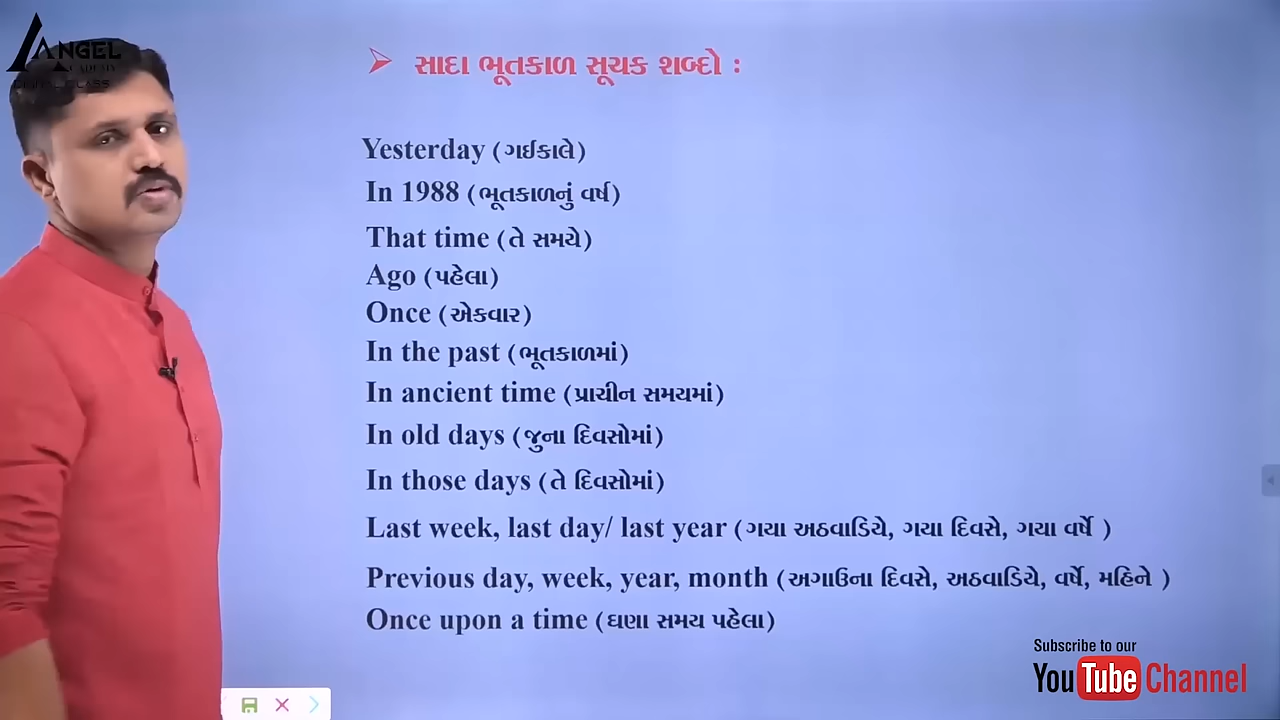 ANGEL
ACADEMY
DIGITAL CLASS
➢ સાદા ભૂતકાળ સૂચક શબ્દો :
Yesterday (ગઈકાલે)
In 1988 (ભૂતકાળનું વર્ષ)
That time (તે સમયે)
Ago (પહેલા)
Once (એકવાર)
In the past (ભૂતકાળમાં)
In ancient time (પ્રાચીન સમયમાં)
In old days (જુના દિવસોમાં)
In those days (તે દિવસોમાં)
Last week, last day/ last year (ગયા અઠવાડિયે, ગયા દિવસે, ગયા વર્ષે )
Previous day, week, year, month (અગાઉના દિવસે, અઠવાડિયે, વર્ષે, મહિને )
Once upon a time (ઘણા સમય પહેલા)
Subscribe to our
YouTube Channel